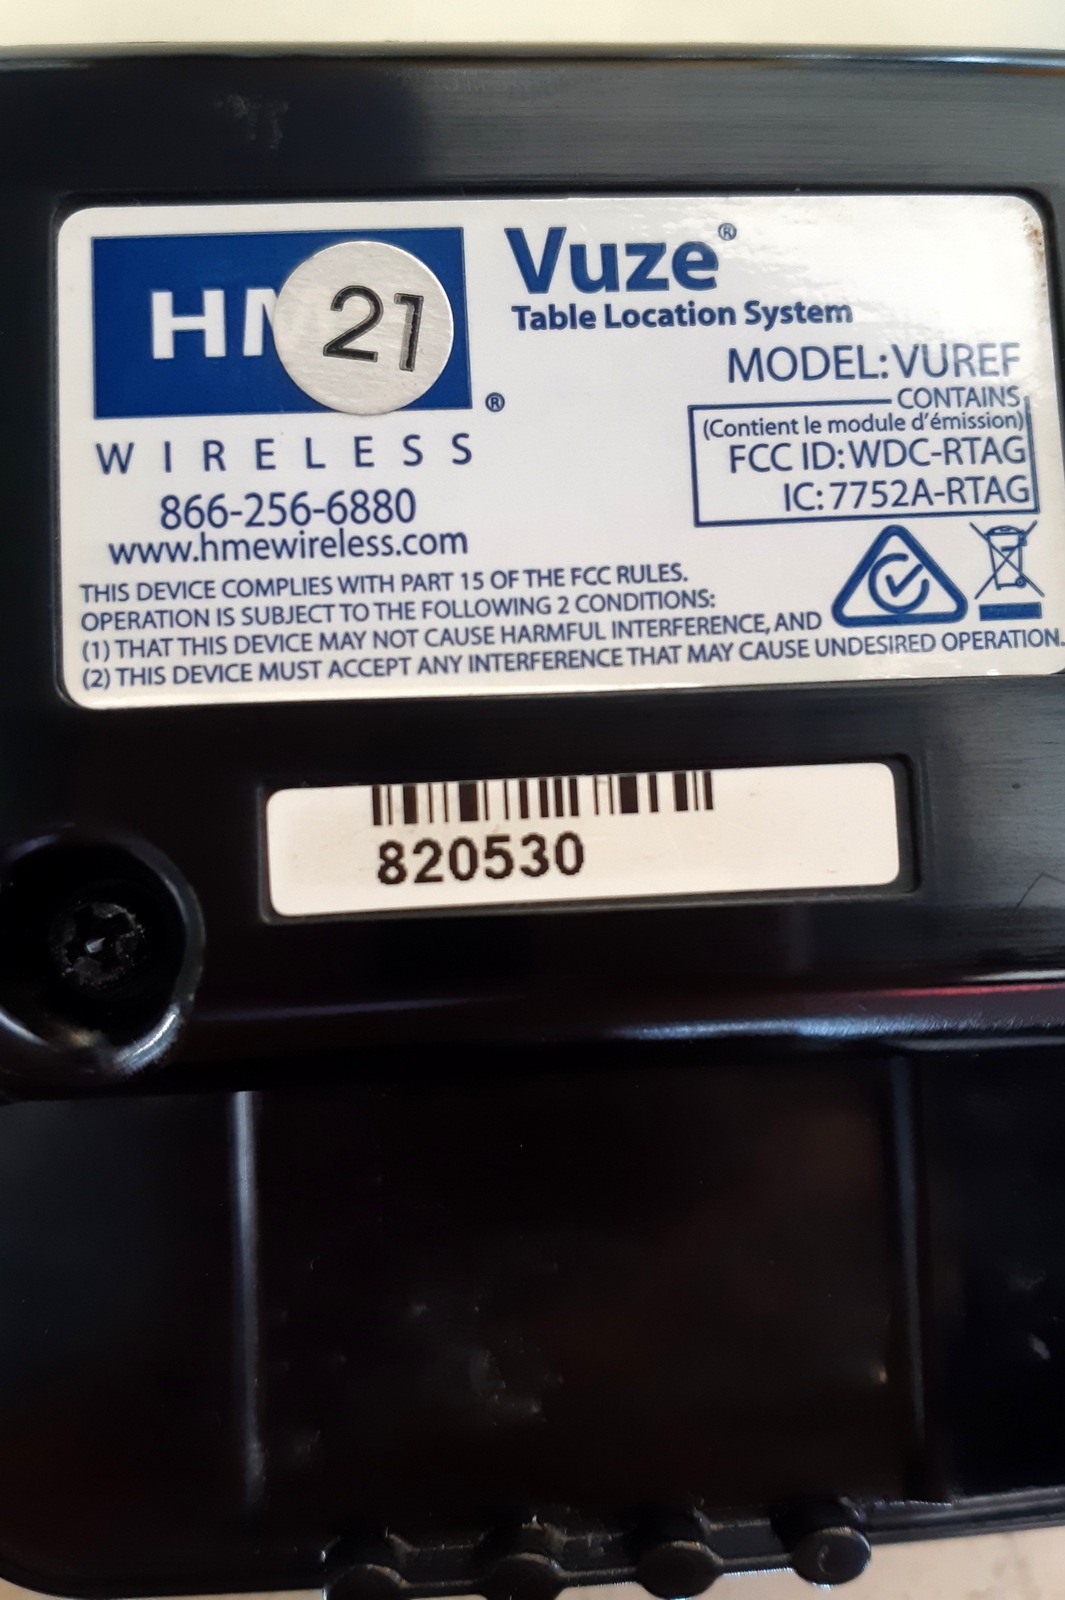 HM
21
®
WIRELESS
866-256-6880
www.hmewireless.com
Vuze®
Table Location System
MODEL: VUREF
CONTAINS
(Contient le module d'émission)
FCC ID: WDC-RTAG
IC: 7752A-RTAG
THIS DEVICE COMPLIES WITH PART 15 OF THE FCC RULES.
OPERATION IS SUBJECT TO THE FOLLOWING 2 CONDITIONS:
(1) THAT THIS DEVICE MAY NOT CAUSE HARMFUL INTERFERENCE, AND
(2) THIS DEVICE MUST ACCEPT ANY INTERFERENCE THAT MAY CAUSE UNDESIRED OPERATION.
820530